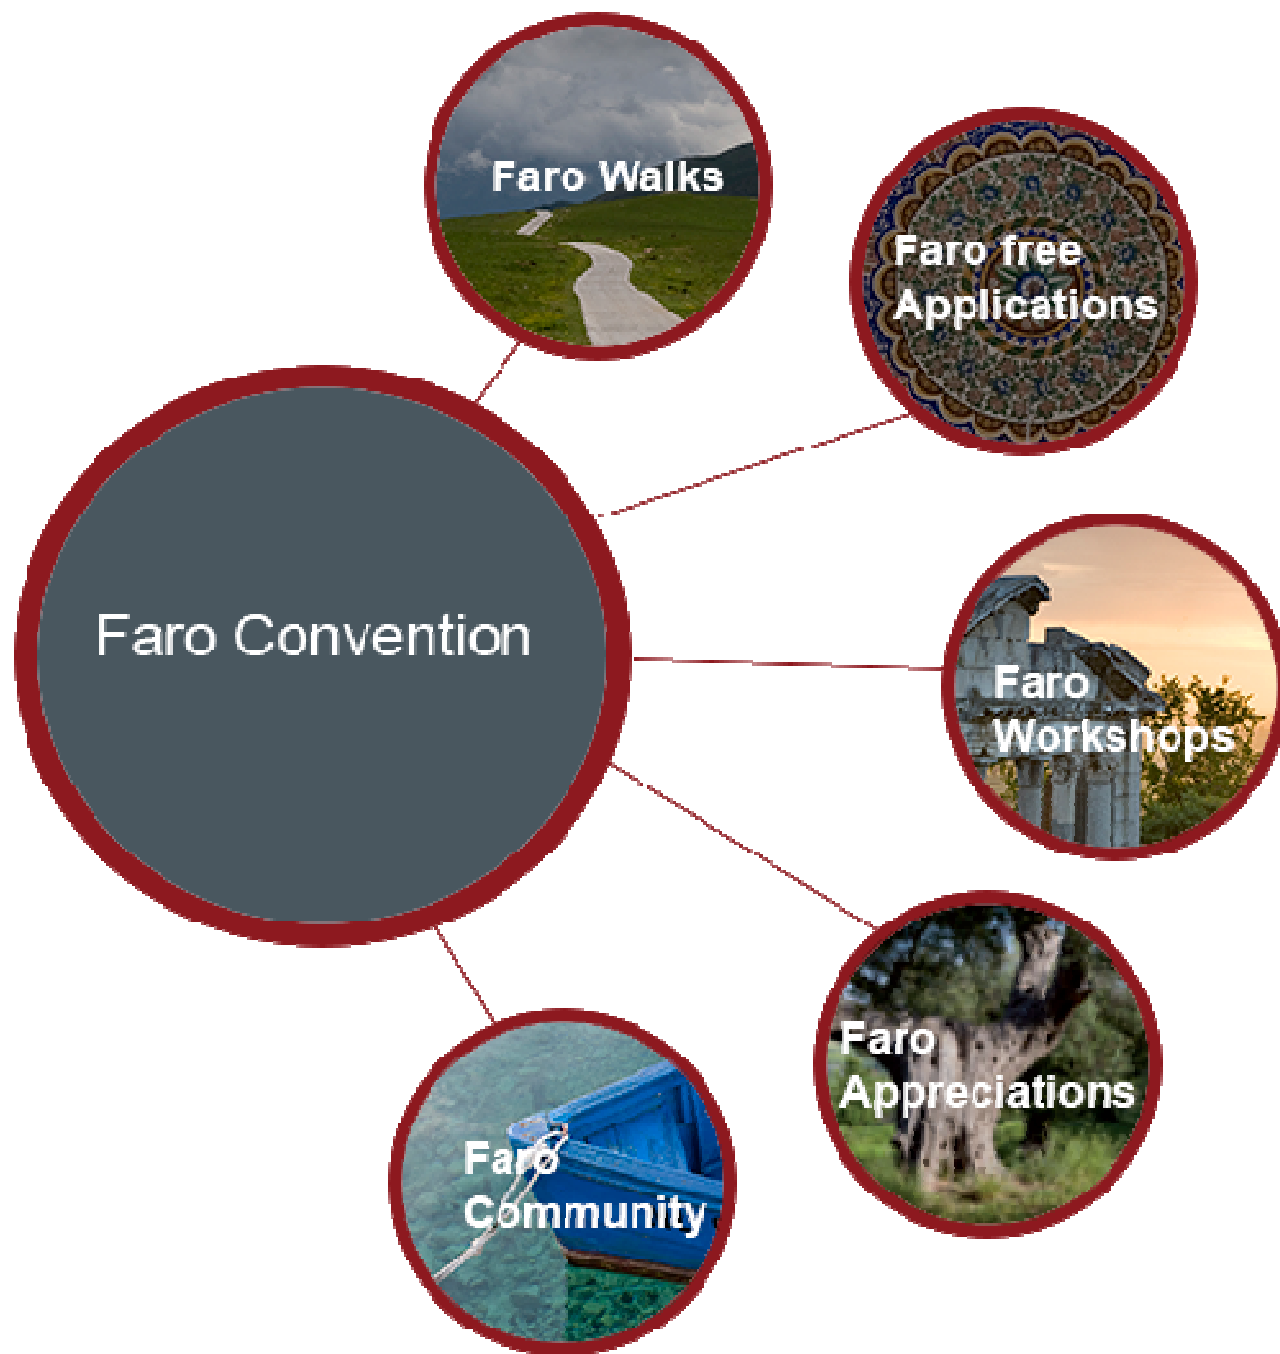 Faro Walks
Faro free
Applications
Faro Convention
Faro
Workshops
Faro
Appreciations
Faro
Community